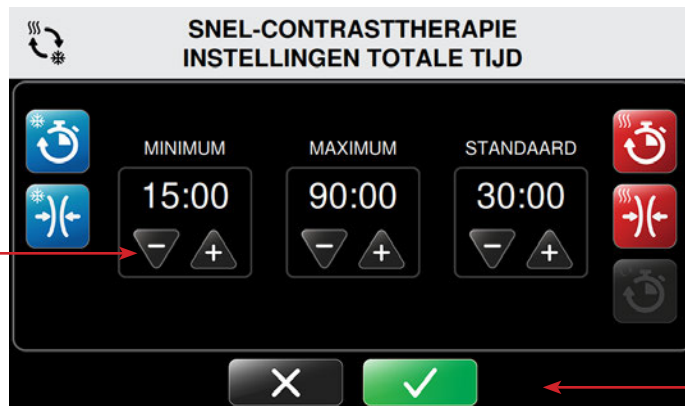 SNEL-CONTRASTTHERAPIE
INSTELLINGEN TOTALE TIJD
MINIMUM MAXIMUM STANDAARD
15:00 90:00 30:00